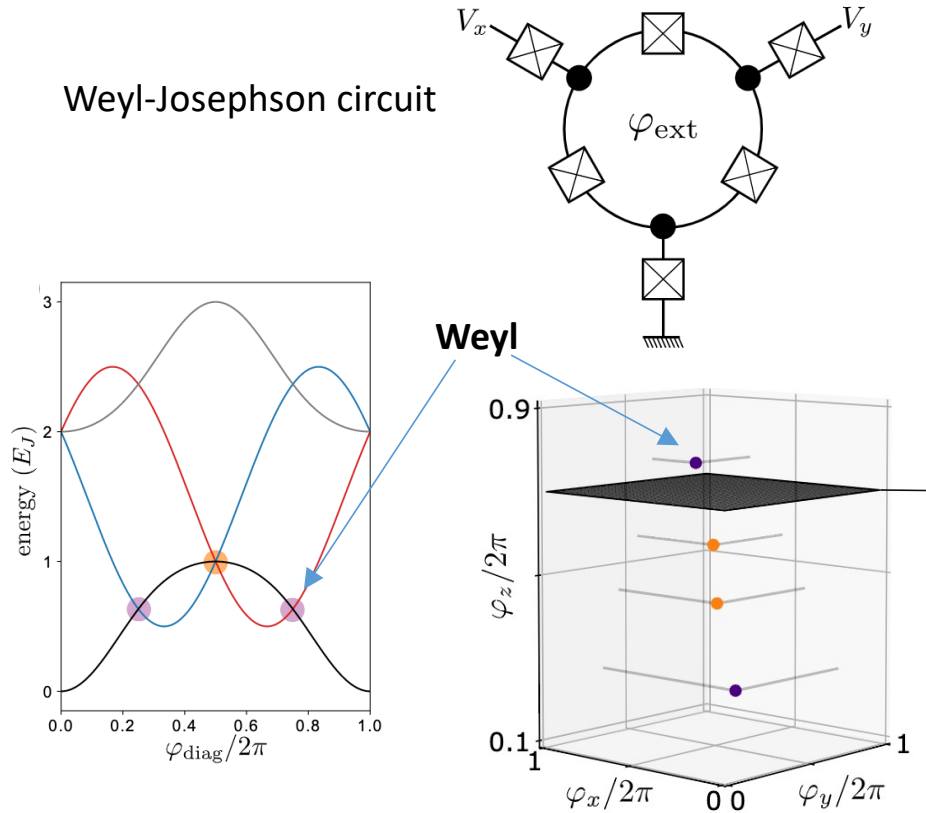 V_x
V_y
Weyl-Josephson circuit
φ_ext
3
2
1
0
energy (E_J)
0.0 0.2 0.4 0.6 0.8 1.0
φ_diag/2π
Weyl
0.9
φ_z/2π
0.1
1
φ_x/2π
0 0
φ_y/2π
1